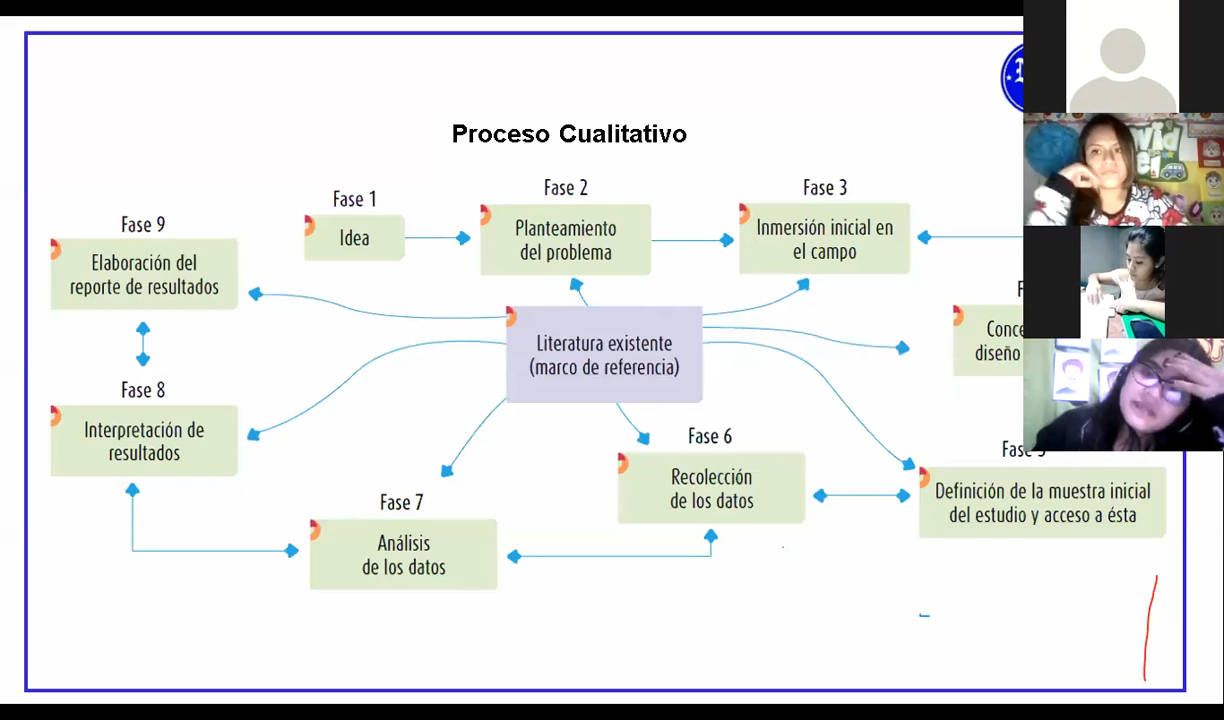 Proceso Cualitativo
Fase 1
Idea
Fase 2
Planteamiento
del problema
Fase 3
Inmersión inicial en
el campo
diseño
Definición de la muestra inicial
del estudio y acceso a ésta
Fase 6
Recolección
de los datos
Fase 7
Análisis
de los datos
Fase 8
Interpretación de
resultados
Fase 9
Elaboración del
reporte de resultados
Literatura existente
(marco de referencia)